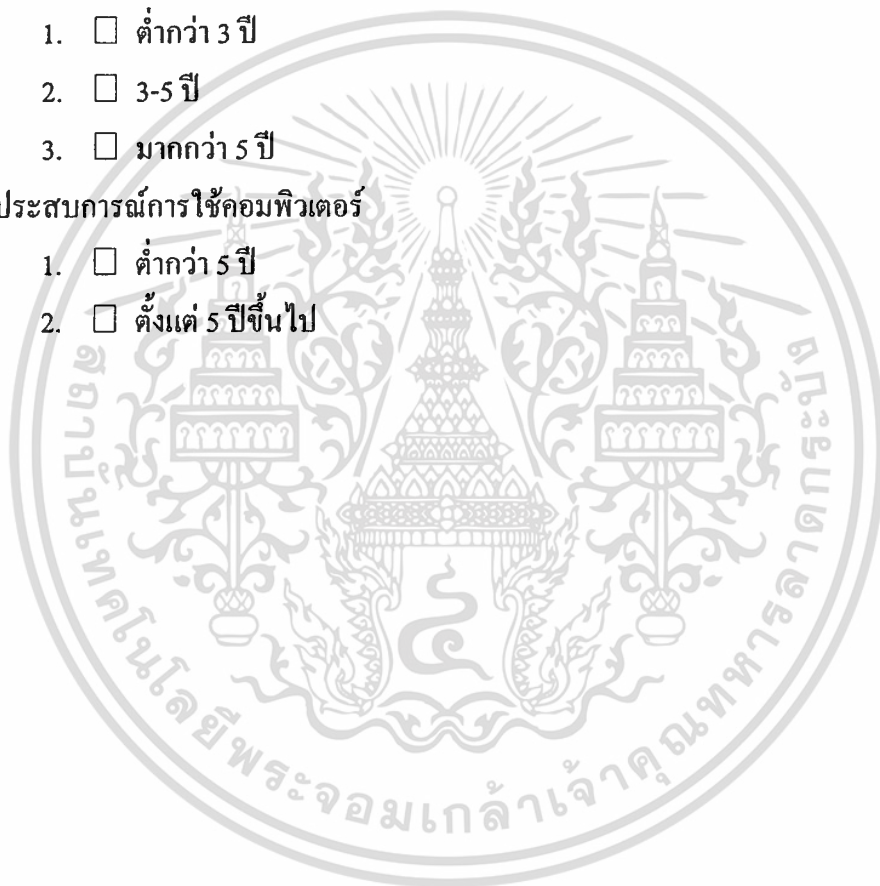 1. ☐ ต่ำกว่า 3 ปี
2. ☐ 3-5 ปี
3. ☐ มากกว่า 5 ปี
ประสบการณ์การใช้คอมพิวเตอร์
1. ☐ ต่ำกว่า 5 ปี
2. ☐ ตั้งแต่ 5 ปีขึ้นไป
สถาบันเทคโนโลยีพระจอมเกล้าเจ้าคุณทหารลาดกระบัง